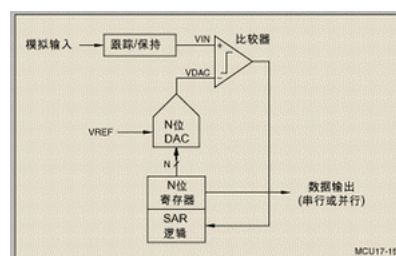 模拟输入
跟踪/保持
VIN
比较器
VDAC
N位
DAC
VREF
N
N位
寄存器
数据输出
(串行或并行)
SAR
逻辑
MCU17-15